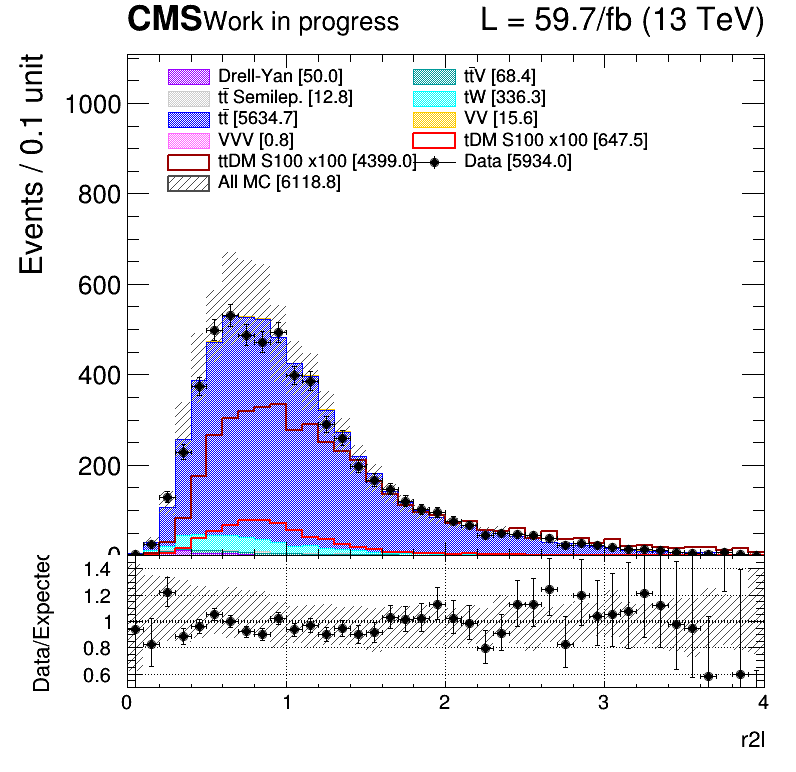 CMS Work in progress L = 59.7/fb (13 TeV)
Events / 0.1 unit
Drell-Yan [50.0] tt̄V [68.4]
tt̄ Semilep. [12.8] tW [336.3]
tt̄ [5634.7] VV [15.6]
VVV [0.8] tDM S100 x100 [647.5]
ttDM S100 x100 [4399.0] Data [5934.0]
All MC [6118.8]
1000
800
600
400
200
0
Data/Expected
1.4
1.2
1
0.8
0.6
0 1 2 3 4
r2l